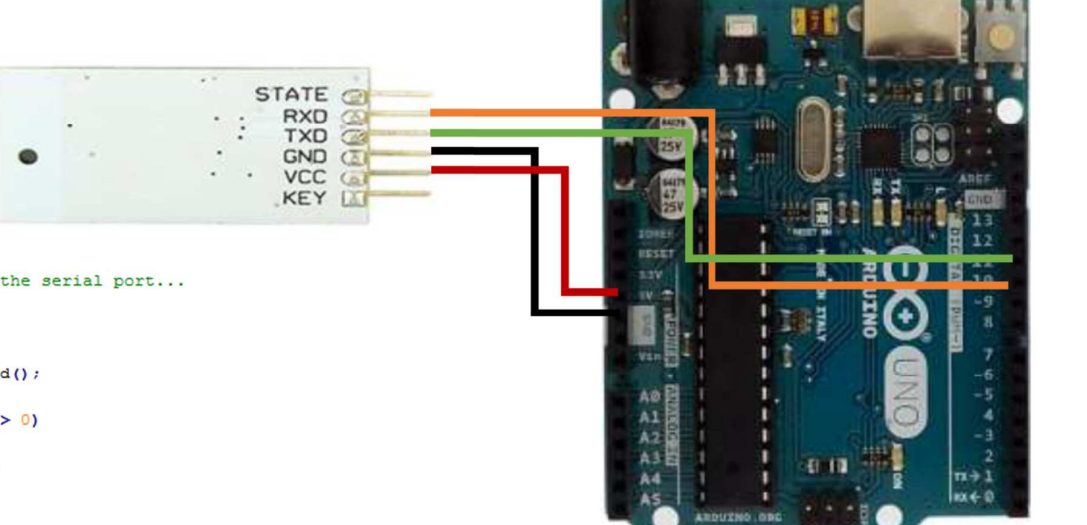 STATE
RXD
TXD
GND
VCC
KEY
the serial port...
d();
> 0)
25V
47
25V
IOREF
RESET
3.3V
5V
GND
Vin
POWER
ANALOG IN
A0
A1
A2
A3
A4
A5
ARDUINO.ORG
RESET EN
MADE IN ITALY
ARDUINO
UNO
RX
TX
L
ON
AREF
GND
13
12
11
10
~9
8
7
~6
~5
4
~3
2
TX→1
RX←0
DIGITAL (PWM~)